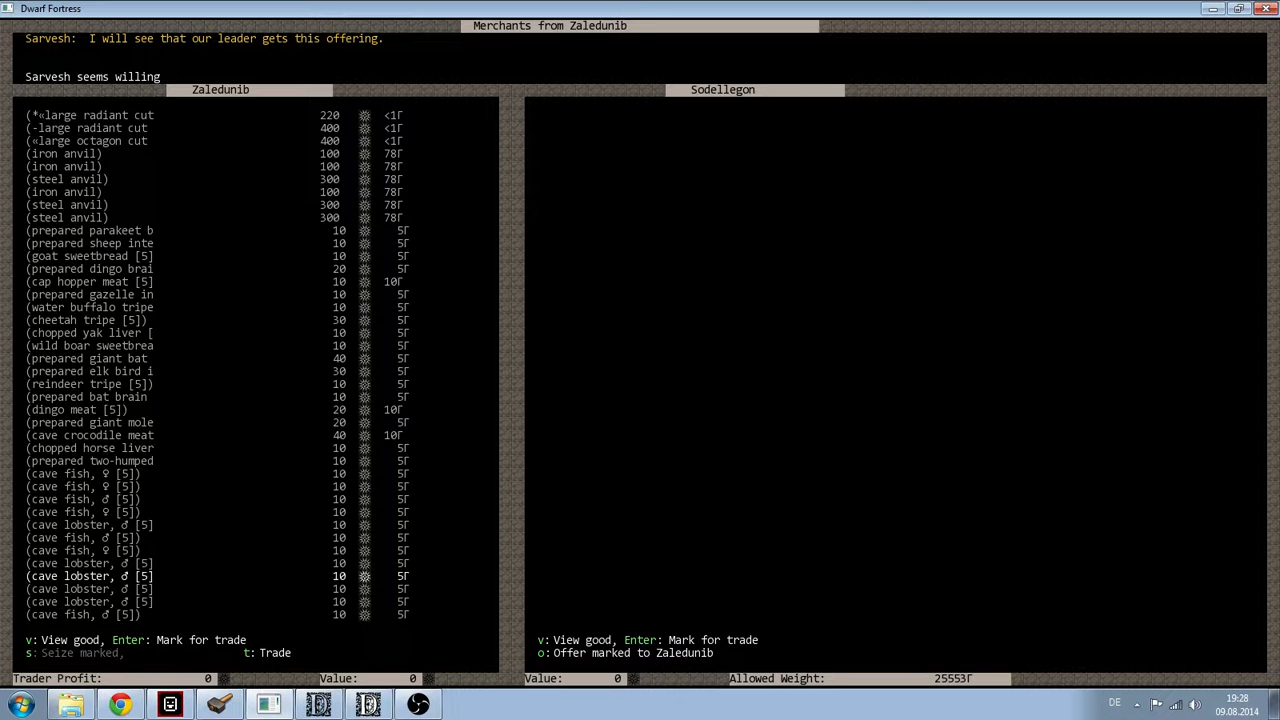 Dwarf Fortress
Merchants from Zaledunib
Sarvesh: I will see that our leader gets this offering.
Sarvesh seems willing
Zaledunib Sodellegon
(*«large radiant cut 220☼ <1Γ
(-large radiant cut 400☼ <1Γ
(«large octagon cut 400☼ <1Γ
(iron anvil) 100☼ 78Γ
(iron anvil) 100☼ 78Γ
(steel anvil) 300☼ 78Γ
(iron anvil) 100☼ 78Γ
(steel anvil) 300☼ 78Γ
(steel anvil) 300☼ 78Γ
(prepared parakeet b 10☼ 5Γ
(prepared sheep inte 10☼ 5Γ
(goat sweetbread [5] 10☼ 5Γ
(prepared dingo brai 20☼ 5Γ
(cap hopper meat [5] 10☼ 10Γ
(prepared gazelle in 10☼ 5Γ
(water buffalo tripe 10☼ 5Γ
(cheetah tripe [5]) 30☼ 5Γ
(chopped yak liver [ 10☼ 5Γ
(wild boar sweetbrea 10☼ 5Γ
(prepared giant bat 40☼ 5Γ
(prepared elk bird i 30☼ 5Γ
(reindeer tripe [5]) 10☼ 5Γ
(prepared bat brain 10☼ 5Γ
(dingo meat [5]) 20☼ 10Γ
(prepared giant mole 20☼ 5Γ
(cave crocodile meat 40☼ 10Γ
(chopped horse liver 10☼ 5Γ
(prepared two-humped 10☼ 5Γ
(cave fish, ♀ [5]) 10☼ 5Γ
(cave fish, ♀ [5]) 10☼ 5Γ
(cave fish, ♂ [5]) 10☼ 5Γ
(cave fish, ♀ [5]) 10☼ 5Γ
(cave lobster, ♂ [5] 10☼ 5Γ
(cave fish, ♂ [5]) 10☼ 5Γ
(cave fish, ♀ [5]) 10☼ 5Γ
(cave lobster, ♂ [5] 10☼ 5Γ
(cave lobster, ♂ [5] 10☼ 5Γ
(cave lobster, ♂ [5] 10☼ 5Γ
(cave lobster, ♂ [5] 10☼ 5Γ
(cave fish, ♂ [5]) 10☼ 5Γ
v: View good, Enter: Mark for trade
s: Seize marked, t: Trade
v: View good, Enter: Mark for trade
o: Offer marked to Zaledunib
Trader Profit: 0☼ Value: 0☼ Value: 0☼ Allowed Weight: 25553Γ
DE 19:28
09.08.2014